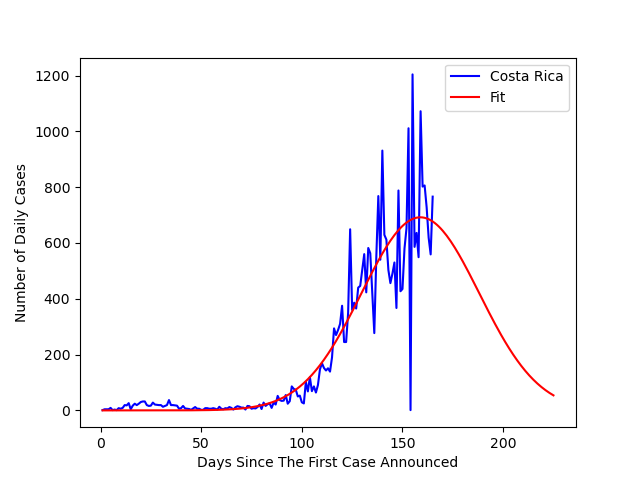 Costa Rica
Fit
1200
1000
800
600
400
200
0
Number of Daily Cases
0 50 100 150 200
Days Since The First Case Announced